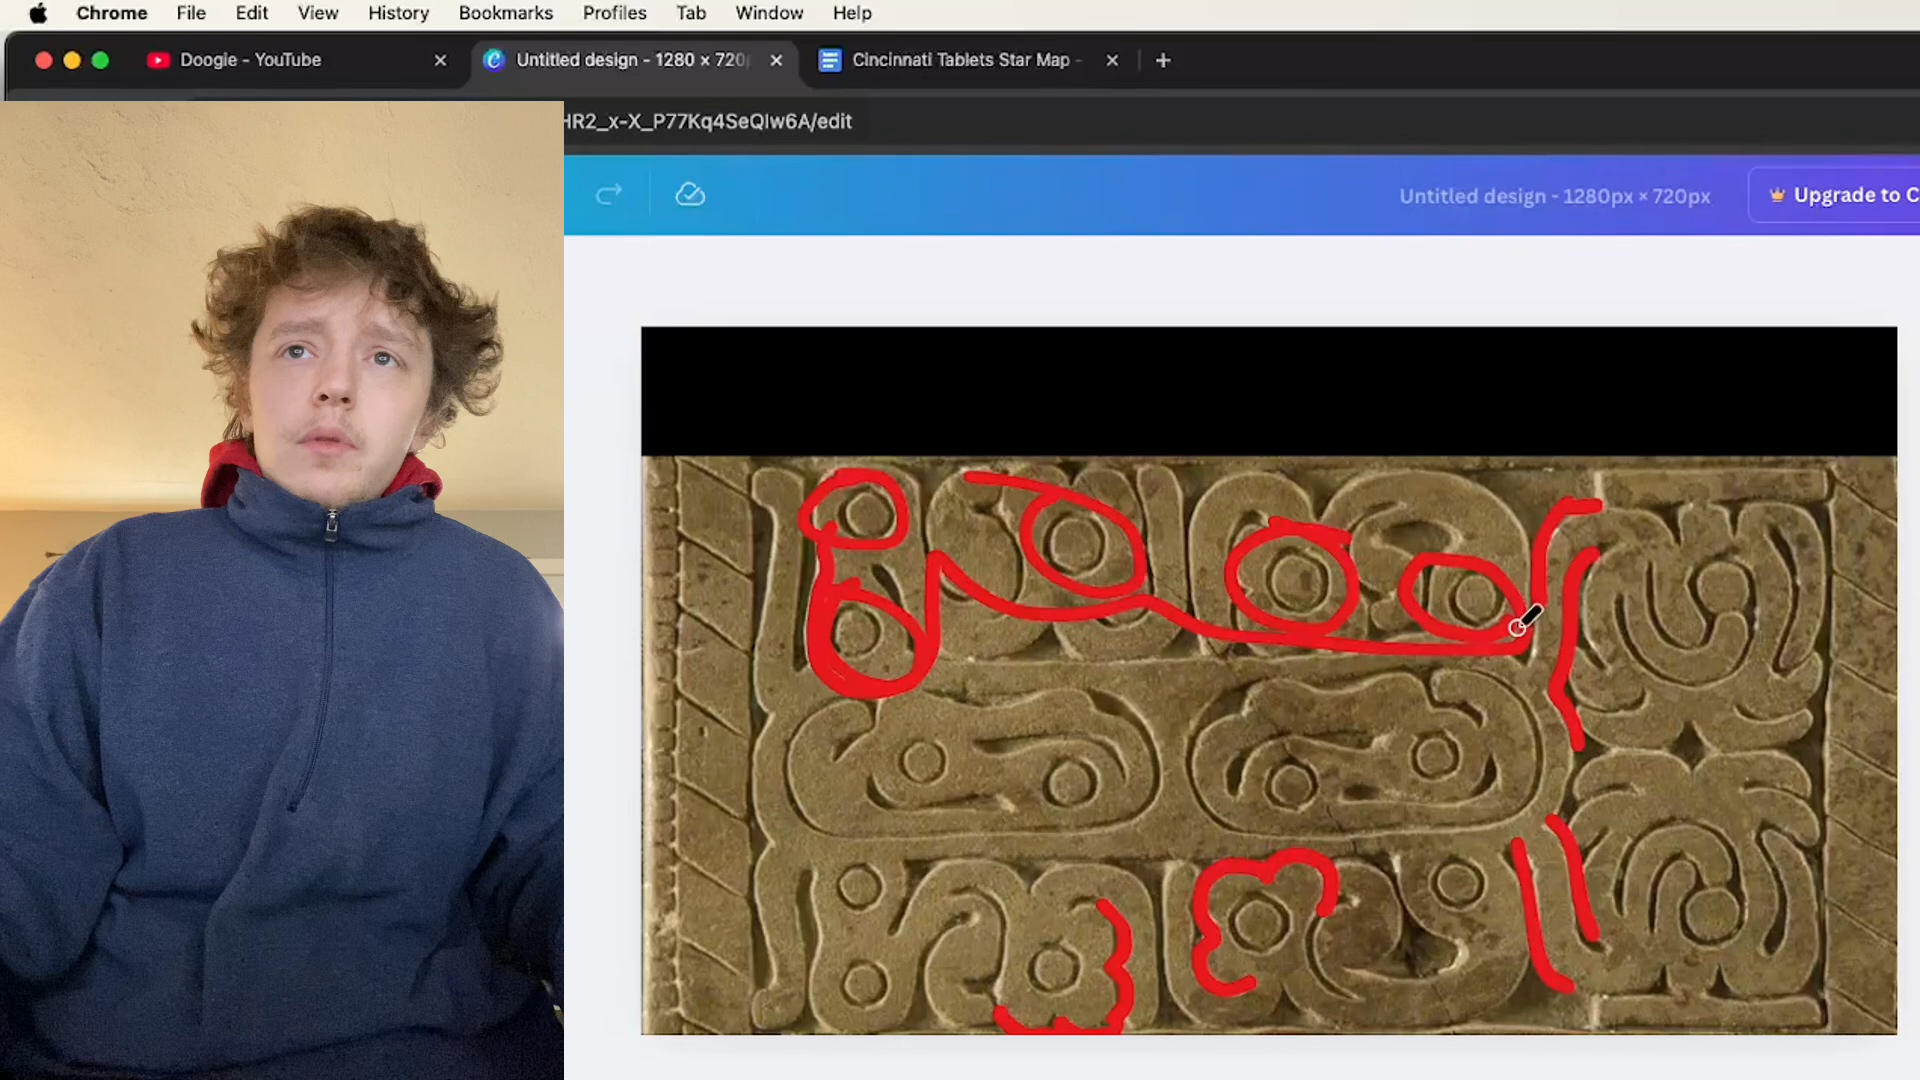 Chrome File Edit View History Bookmarks Profiles Tab Window Help
Doogie - YouTube Untitled design - 1280 × 720 Cincinnati Tablets Star Map -
HR2_x-X_P77Kq4SeQlw6A/edit
Untitled design - 1280px × 720px Upgrade to C